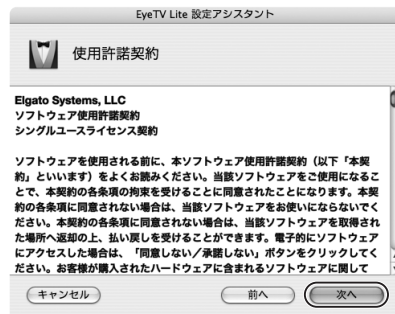 EyeTV Lite 設定アシスタント
使用許諾契約
Elgato Systems, LLC
ソフトウェア使用許諾契約
シングルユースライセンス契約
ソフトウェアを使用される前に、本ソフトウェア使用許諾契約（以下「本契
約」といいます）をよくお読みください。当該ソフトウェアをご使用になるこ
とで、本契約の各条項の拘束を受けることに同意されたことになります。本契
約の各条項に同意されない場合は、当該ソフトウェアをお使いにならないでく
ださい。本契約の各条項に同意されない場合は、当該ソフトウェアを取得され
た場所へ返却の上、払い戻しを受けることができます。電子的にソフトウェア
にアクセスした場合は、「同意しない／承諾しない」ボタンをクリックしてく
ださい。お客様が購入されたハードウェアに含まれるソフトウェアに関して
キャンセル
前へ
次へ